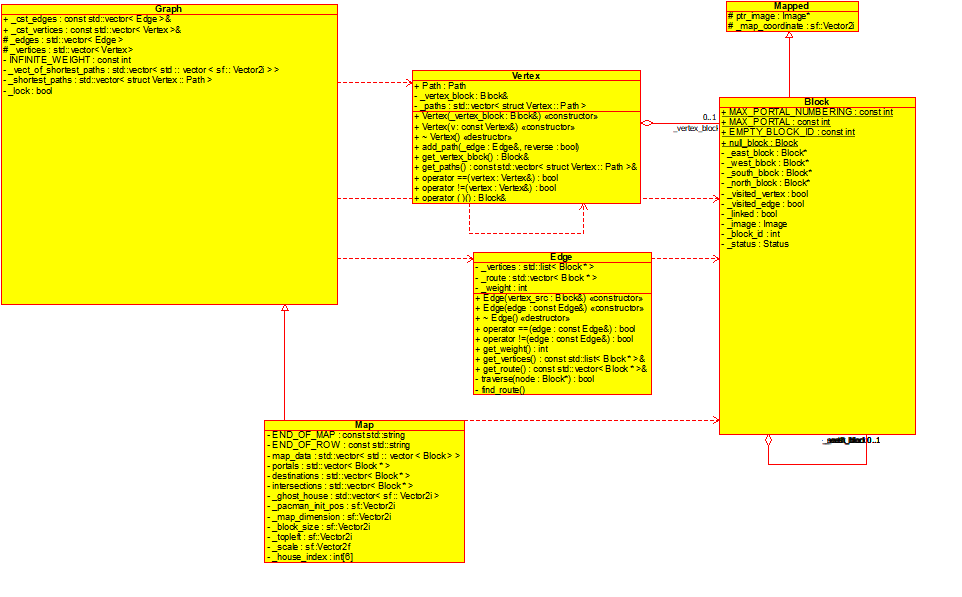 Graph
+ _cst_edges : const std::vector< Edge >&
+ _cst_vertices : const std::vector< Vertex >&
# _edges : std::vector< Edge >
# _vertices : std::vector< Vertex>
- INFINITE_WEIGHT : const int
- _vect_of_shortest_paths : std::vector< std :: vector < sf :: Vector2i > >
- _shortest_paths : std::vector< struct Vertex :: Path >
- _lock : bool
Mapped
# ptr_image : Image*
# _map_coordinate : sf::Vector2i
Vertex
+ Path : Path
- _vertex_block : Block&
- _paths : std::vector< struct Vertex :: Path >
+ Vertex(_vertex_block : Block&) «constructor»
+ Vertex(v : const Vertex&) «constructor»
+ ~ Vertex() «destructor»
+ add_path(_edge : Edge&, reverse : bool)
+ get_vertex_block() : Block&
+ get_paths() : const std::vector< struct Vertex :: Path >&
+ operator ==(vertex : Vertex&) : bool
+ operator !=(vertex : Vertex&) : bool
+ operator ()() : Block&
0..1
_vertex_block
Block
+ MAX_PORTAL_NUMBERING : const int
+ MAX_PORTAL : const int
+ EMPTY_BLOCK_ID : const int
+ null_block : Block
- _east_block : Block*
- _west_block : Block*
- _south_block : Block*
- _north_block : Block*
- _visited_vertex : bool
- _visited_edge : bool
- _linked : bool
- _image : Image
- _block_id : int
- _status : Status
0..1
Edge
- _vertices : std::list< Block * >
- _route : std::vector< Block * >
- _weight : int
+ Edge(vertex_src : Block&) «constructor»
+ Edge(edge : const Edge&) «constructor»
+ ~ Edge() «destructor»
+ operator ==(edge : const Edge&) : bool
+ operator !=(edge : const Edge&) : bool
+ get_weight() : int
+ get_vertices() : const std::list< Block * >&
+ get_route() : const std::vector< Block * >&
- traverse(node : Block*) : bool
- find_route()
Map
- END_OF_MAP : const std::string
- END_OF_ROW : const std::string
- map_data : std::vector< std :: vector < Block > >
- portals : std::vector< Block * >
- destinations : std::vector< Block * >
- intersections : std::vector< Block * >
- _ghost_house : std::vector< sf :: Vector2i >
- _pacman_init_pos : sf::Vector2i
- _map_dimension : sf::Vector2i
- _block_size : sf::Vector2i
- _topleft : sf::Vector2i
- _scale : sf::Vector2f
- _house_index : int[6]